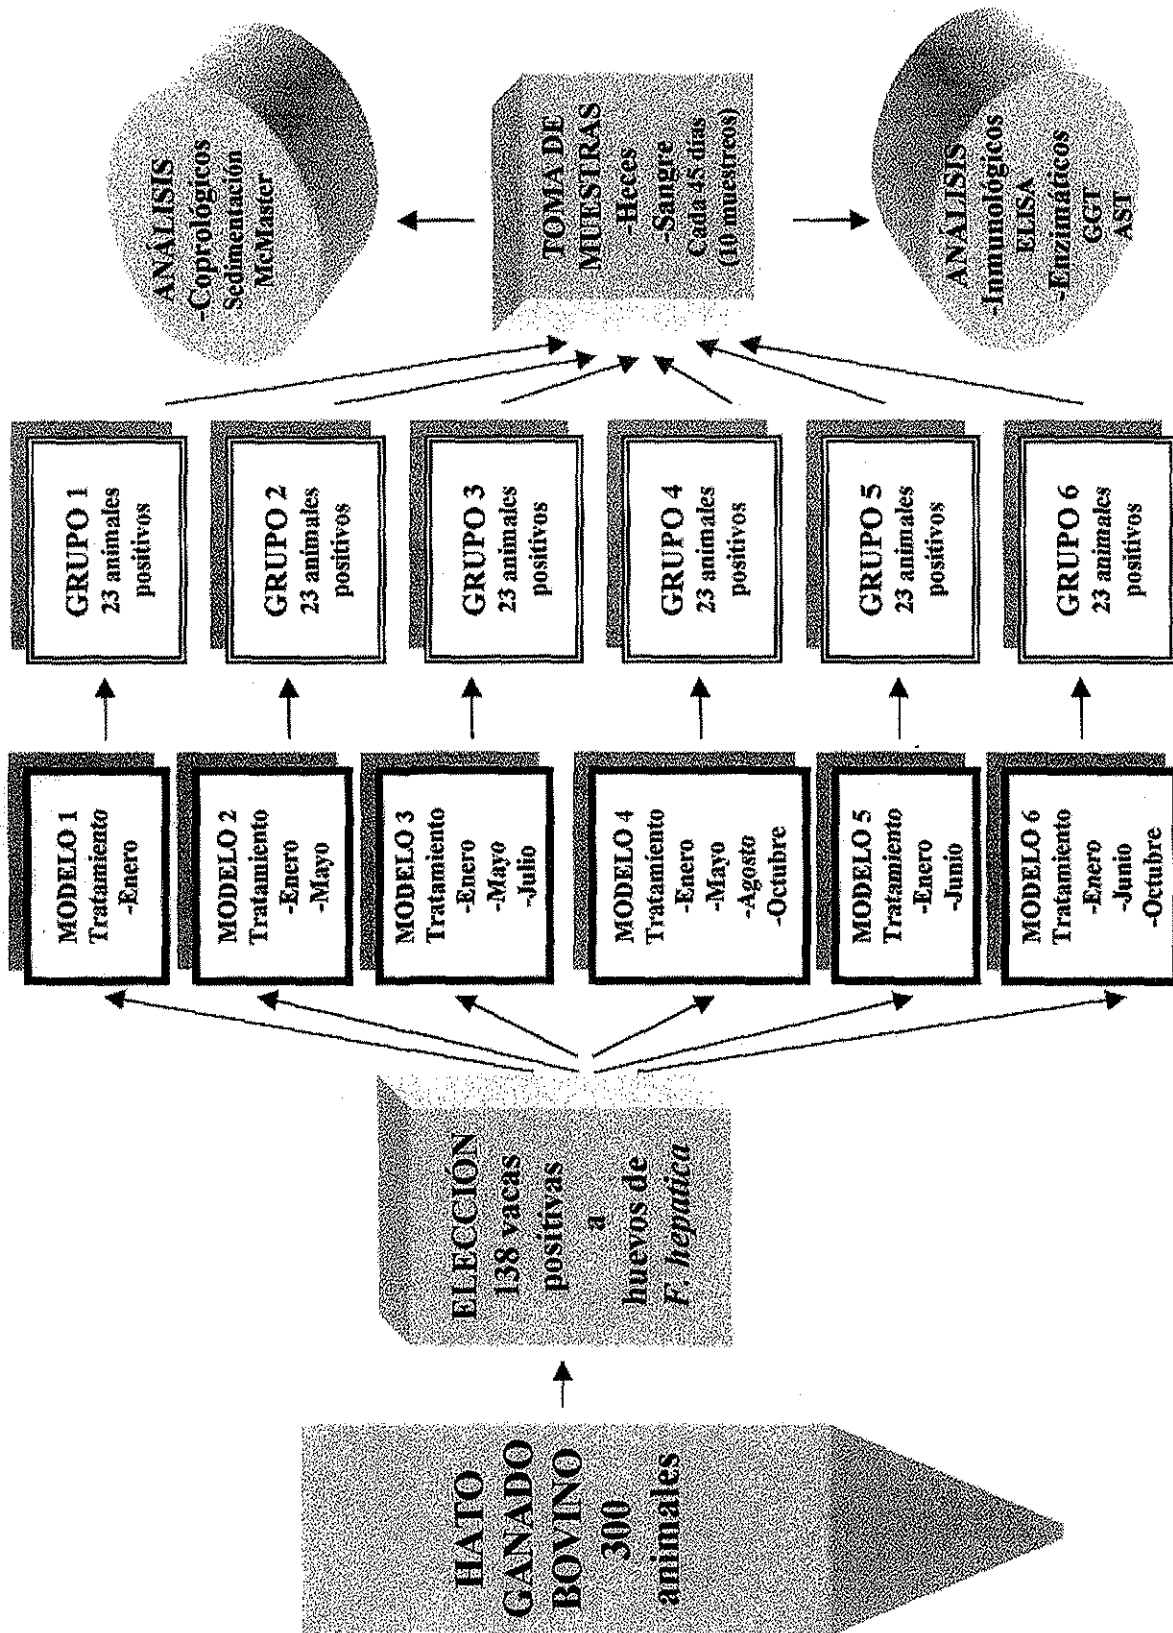 HATO
GANADO
BOVINO
300
animales
ELECCIÓN
138 vacas
positivas
a
huevos de
F. hepatica
MODELO 1
Tratamiento
-Enero
MODELO 2
Tratamiento
-Enero
-Mayo
MODELO 3
Tratamiento
-Enero
-Mayo
-Julio
MODELO 4
Tratamiento
-Enero
-Mayo
-Agosto
-Octubre
MODELO 5
Tratamiento
-Enero
-Junio
MODELO 6
Tratamiento
-Enero
-Junio
-Octubre
GRUPO 1
23 animales
positivos
GRUPO 2
23 animales
positivos
GRUPO 3
23 animales
positivos
GRUPO 4
23 animales
positivos
GRUPO 5
23 animales
positivos
GRUPO 6
23 animales
positivos
TOMA DE
MUESTRAS
-Heces
-Sangre
Cada 45 días
(10 muestreos)
ANÁLISIS
-Coprológicos
Sedimentación
McMaster
ANÁLISIS
-Inmunológicos
ELISA
-Enzimáticos
GGT
AST